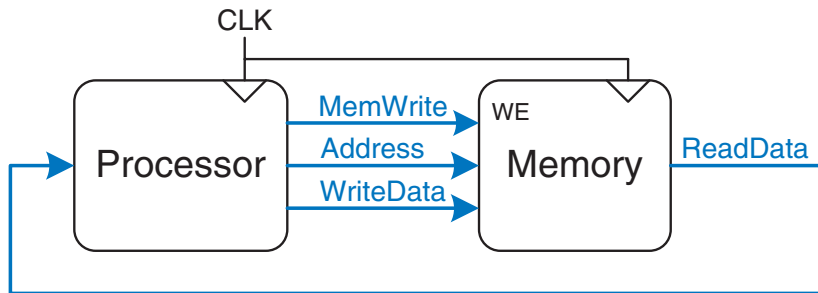 CLK
MemWrite
WE
Processor
Address
Memory
ReadData
WriteData